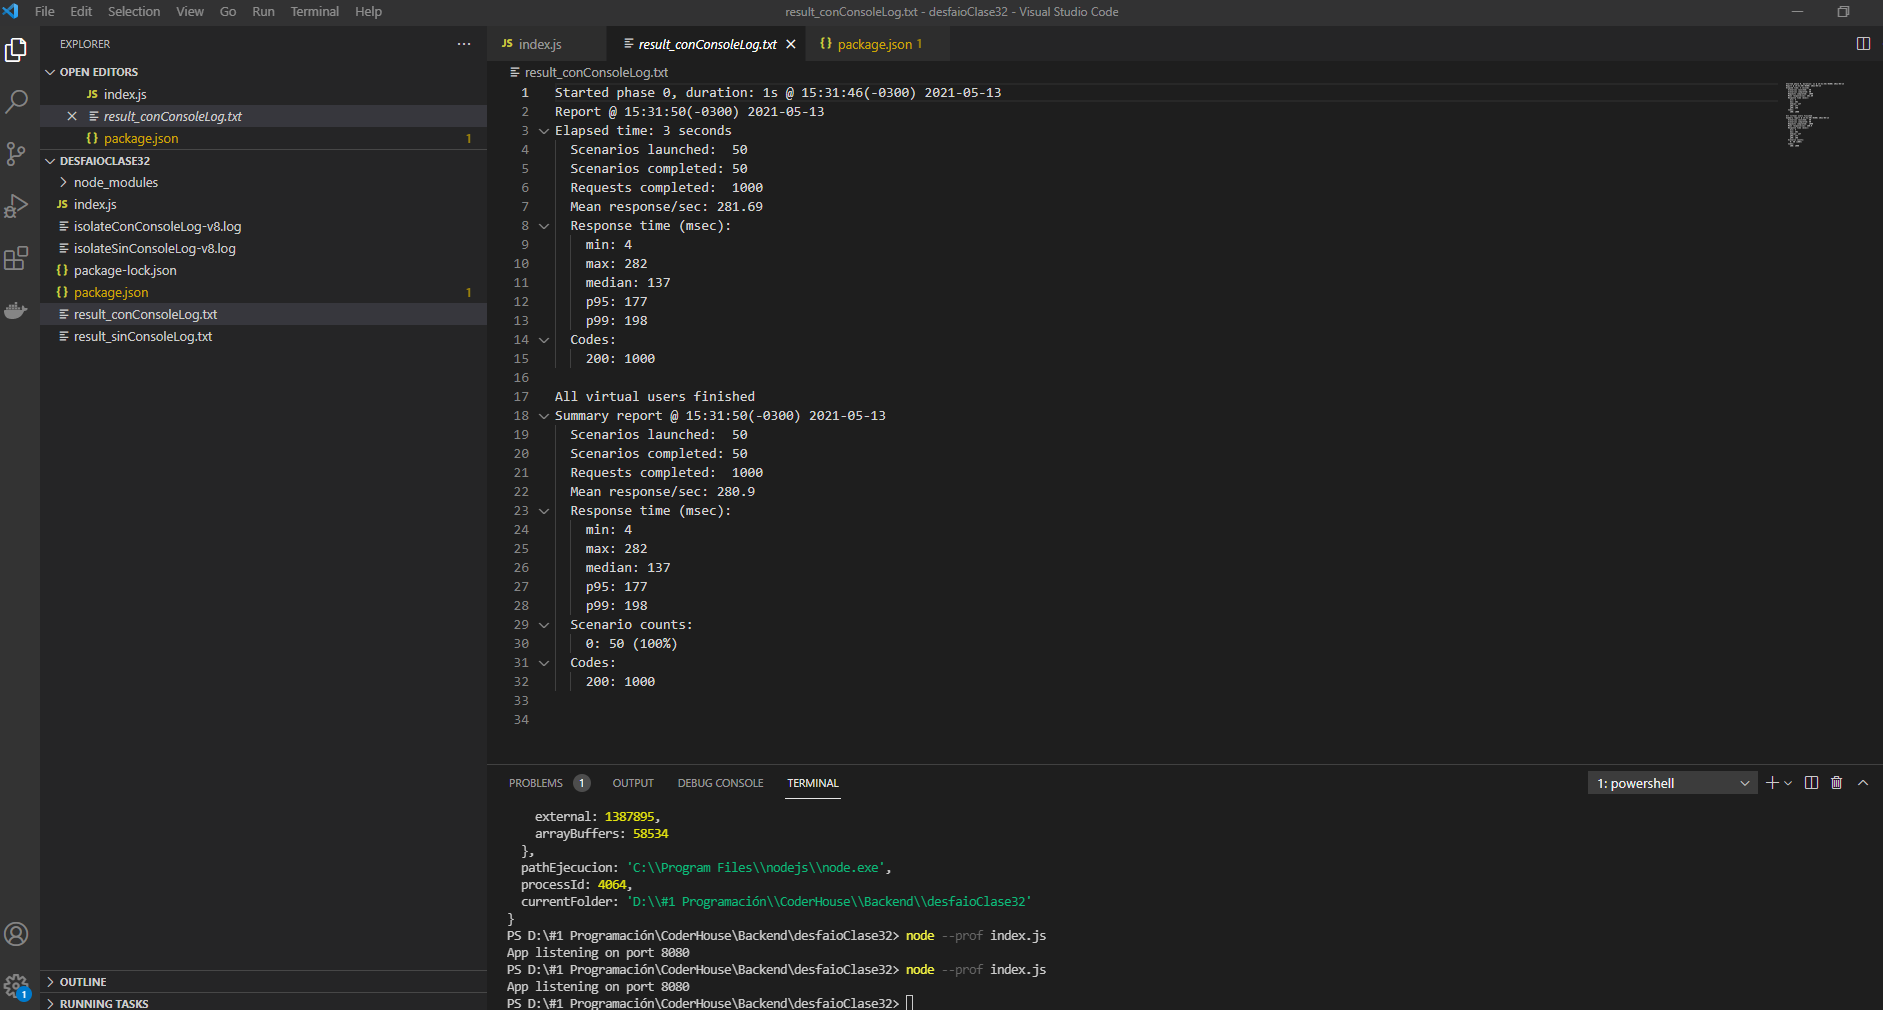 File Edit Selection View Go Run Terminal Help
result_conConsoleLog.txt - desfaioClase32 - Visual Studio Code
EXPLORER
OPEN EDITORS
JS index.js
result_conConsoleLog.txt
{} package.json 1
DESFAIOCLASE32
node_modules
JS index.js
isolateConConsoleLog-v8.log
isolateSinConsoleLog-v8.log
{} package-lock.json
{} package.json 1
result_conConsoleLog.txt
result_sinConsoleLog.txt
OUTLINE
RUNNING TASKS
1
JS index.js
result_conConsoleLog.txt
{} package.json 1
result_conConsoleLog.txt
1 Started phase 0, duration: 1s @ 15:31:46(-0300) 2021-05-13
2 Report @ 15:31:50(-0300) 2021-05-13
3 Elapsed time: 3 seconds
4 Scenarios launched:  50
5 Scenarios completed: 50
6 Requests completed:  1000
7 Mean response/sec: 281.69
8 Response time (msec):
9 min: 4
10 max: 282
11 median: 137
12 p95: 177
13 p99: 198
14 Codes:
15 200: 1000
16
17 All virtual users finished
18 Summary report @ 15:31:50(-0300) 2021-05-13
19 Scenarios launched:  50
20 Scenarios completed: 50
21 Requests completed:  1000
22 Mean response/sec: 280.9
23 Response time (msec):
24 min: 4
25 max: 282
26 median: 137
27 p95: 177
28 p99: 198
29 Scenario counts:
30 0: 50 (100%)
31 Codes:
32 200: 1000
33
34
PROBLEMS 1 OUTPUT DEBUG CONSOLE TERMINAL
1: powershell
external: 1387895,
arrayBuffers: 58534
},
pathEjecucion: 'C:\\Program Files\\nodejs\\node.exe',
processId: 4064,
currentFolder: 'D:\\#1 Programación\\CoderHouse\\Backend\\desfaioClase32'
}
PS D:\#1 Programación\CoderHouse\Backend\desfaioClase32> node --prof index.js
App listening on port 8080
PS D:\#1 Programación\CoderHouse\Backend\desfaioClase32> node --prof index.js
App listening on port 8080
PS D:\#1 Programación\CoderHouse\Backend\desfaioClase32>